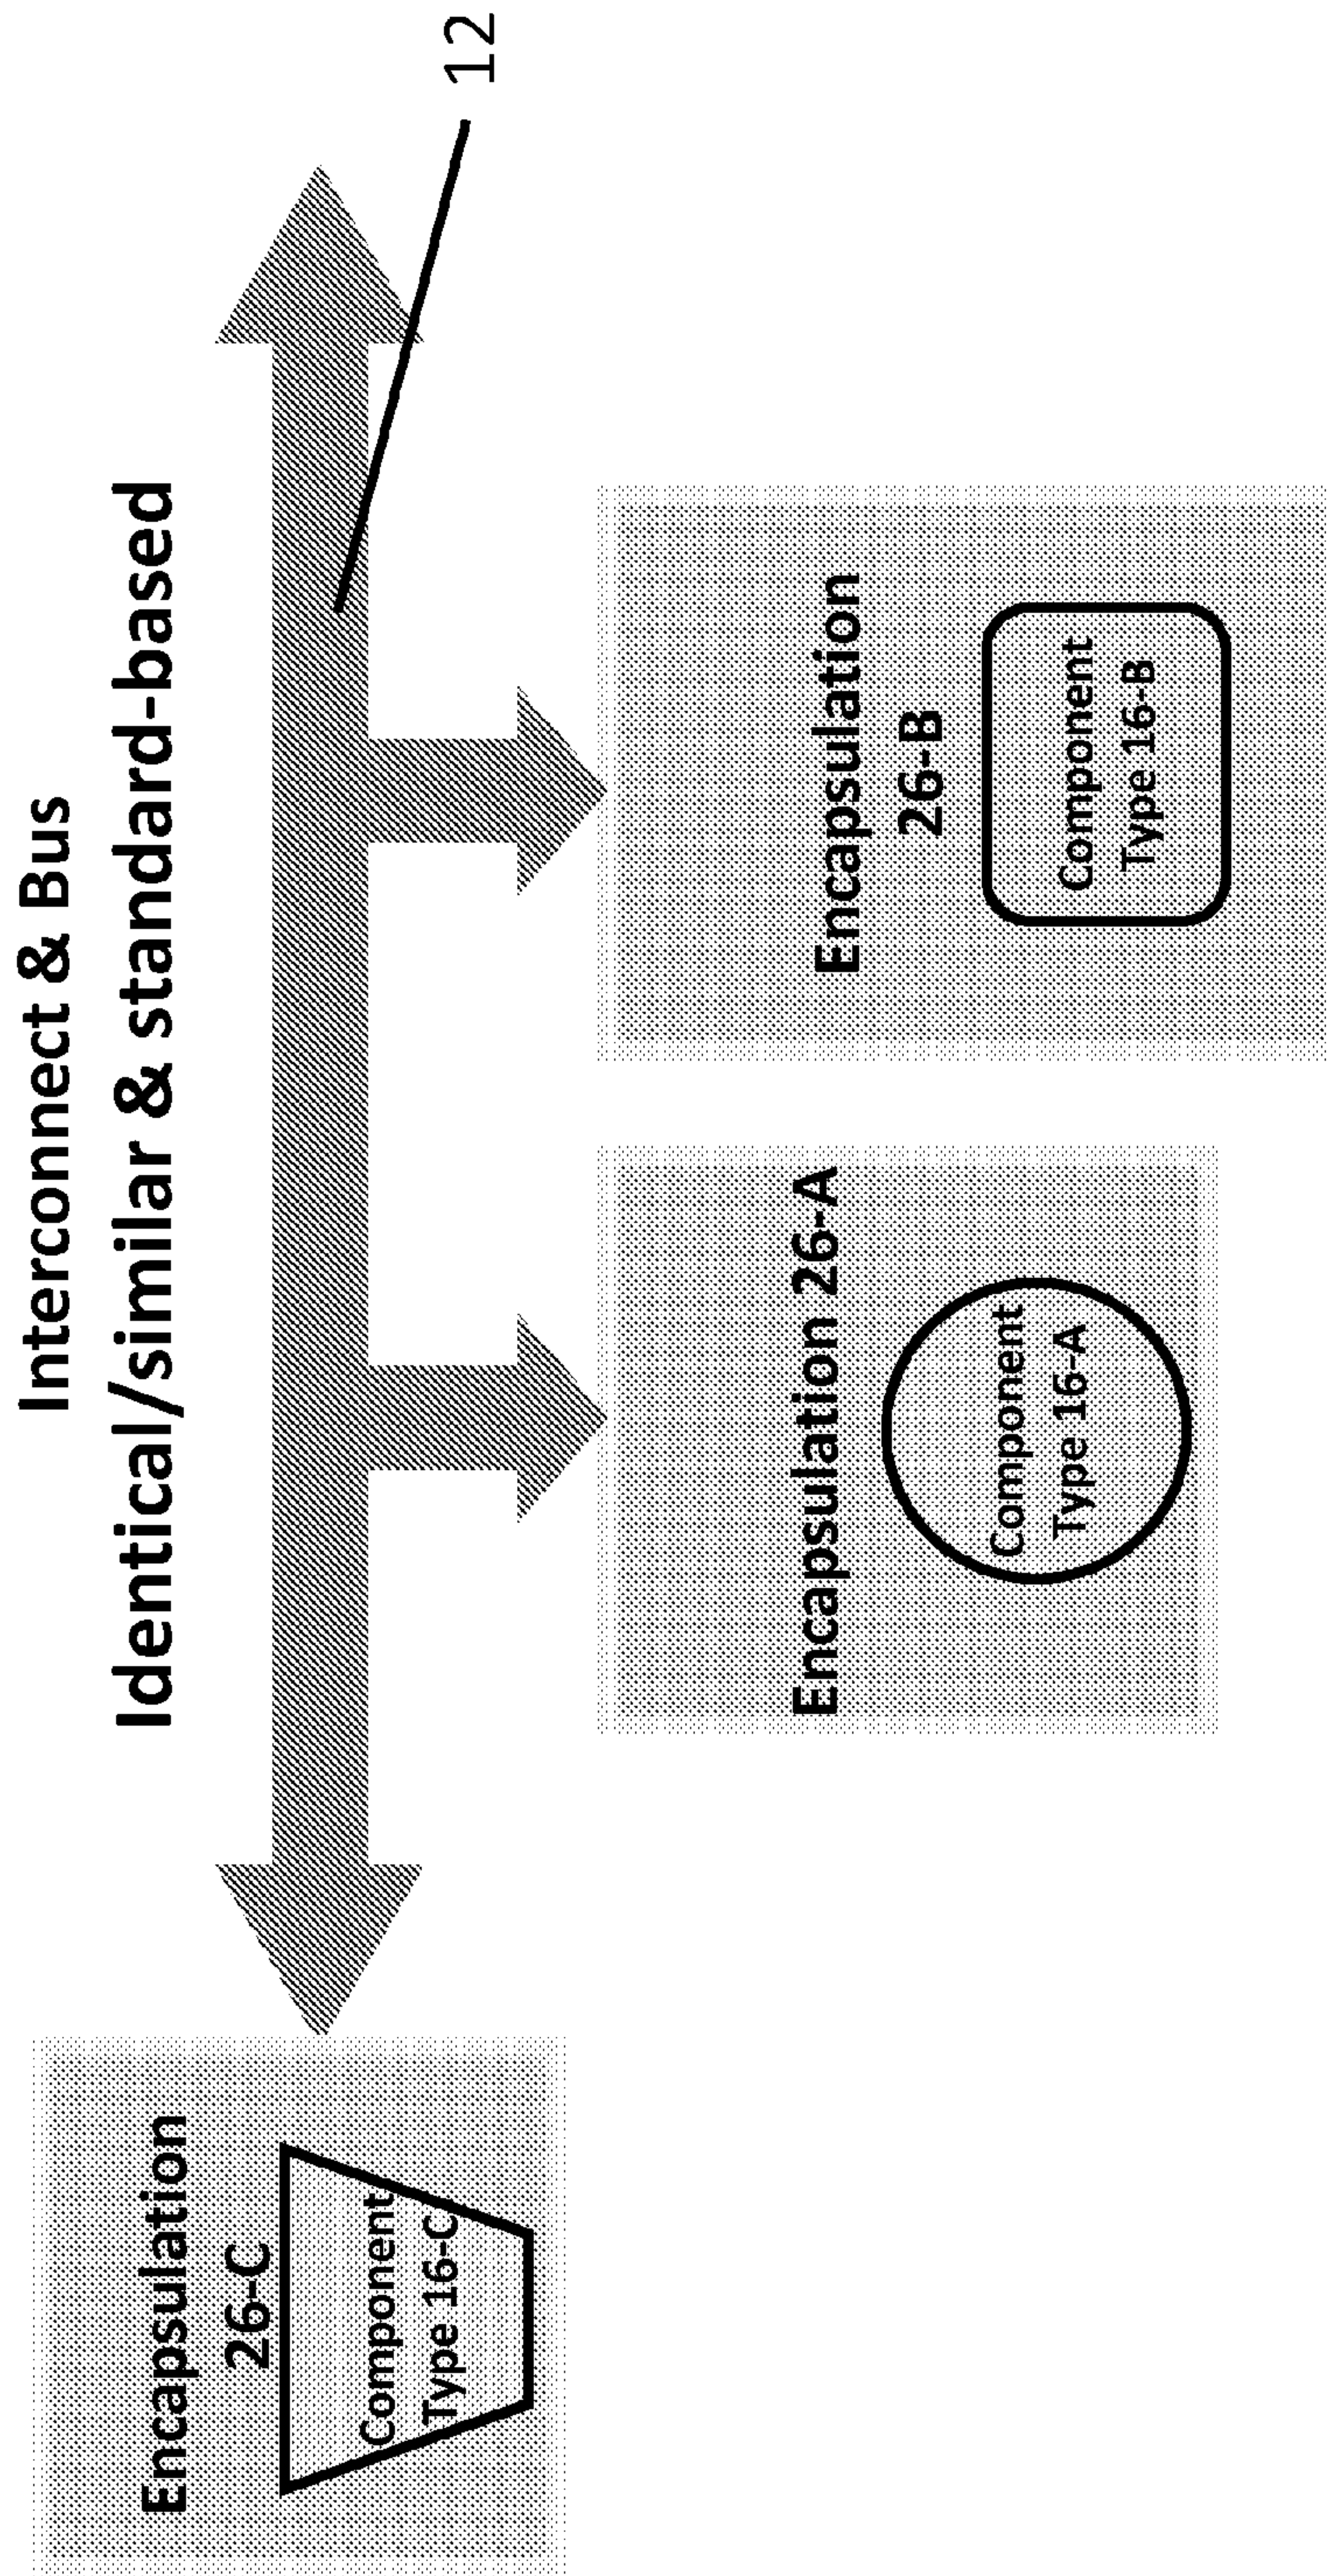 Interconnect & Bus
Identical/similar & standard-based
12
Encapsulation
26-C
Component
Type 16-C
Encapsulation 26-A
Component
Type 16-A
Encapsulation
26-B
Component
Type 16-B